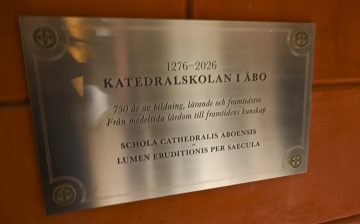 1276–2026
KATEDRALSKOLAN I ÅBO
750 år av bildning, lärande och framtidstro
Från medeltida lärdom till framtidens kunskap
SCHOLA CATHEDRALIS ABOENSIS
–
LUMEN ERUDITIONIS PER SAECULA